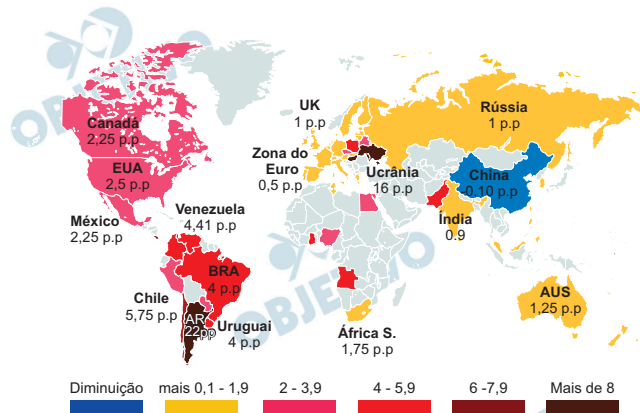 OBJETIVO
Canadá
2,25 p.p
EUA
2,5 p.p
México
2,25 p.p
Venezuela
4,41 p.p
BRA
4 p.p
Chile
5,75 p.p
AR
22pp
Uruguai
4 p.p
UK
1 p.p
Zona do
Euro
0,5 p.p
Ucrânia
16 p.p
Rússia
1 p.p
China
-0,10 p.p
Índia
0.9
África S.
1,75 p.p
AUS
1,25 p.p
OBJETIVO
Diminuição
mais 0,1 - 1,9
2 - 3,9
4 - 5,9
6 -7,9
Mais de 8